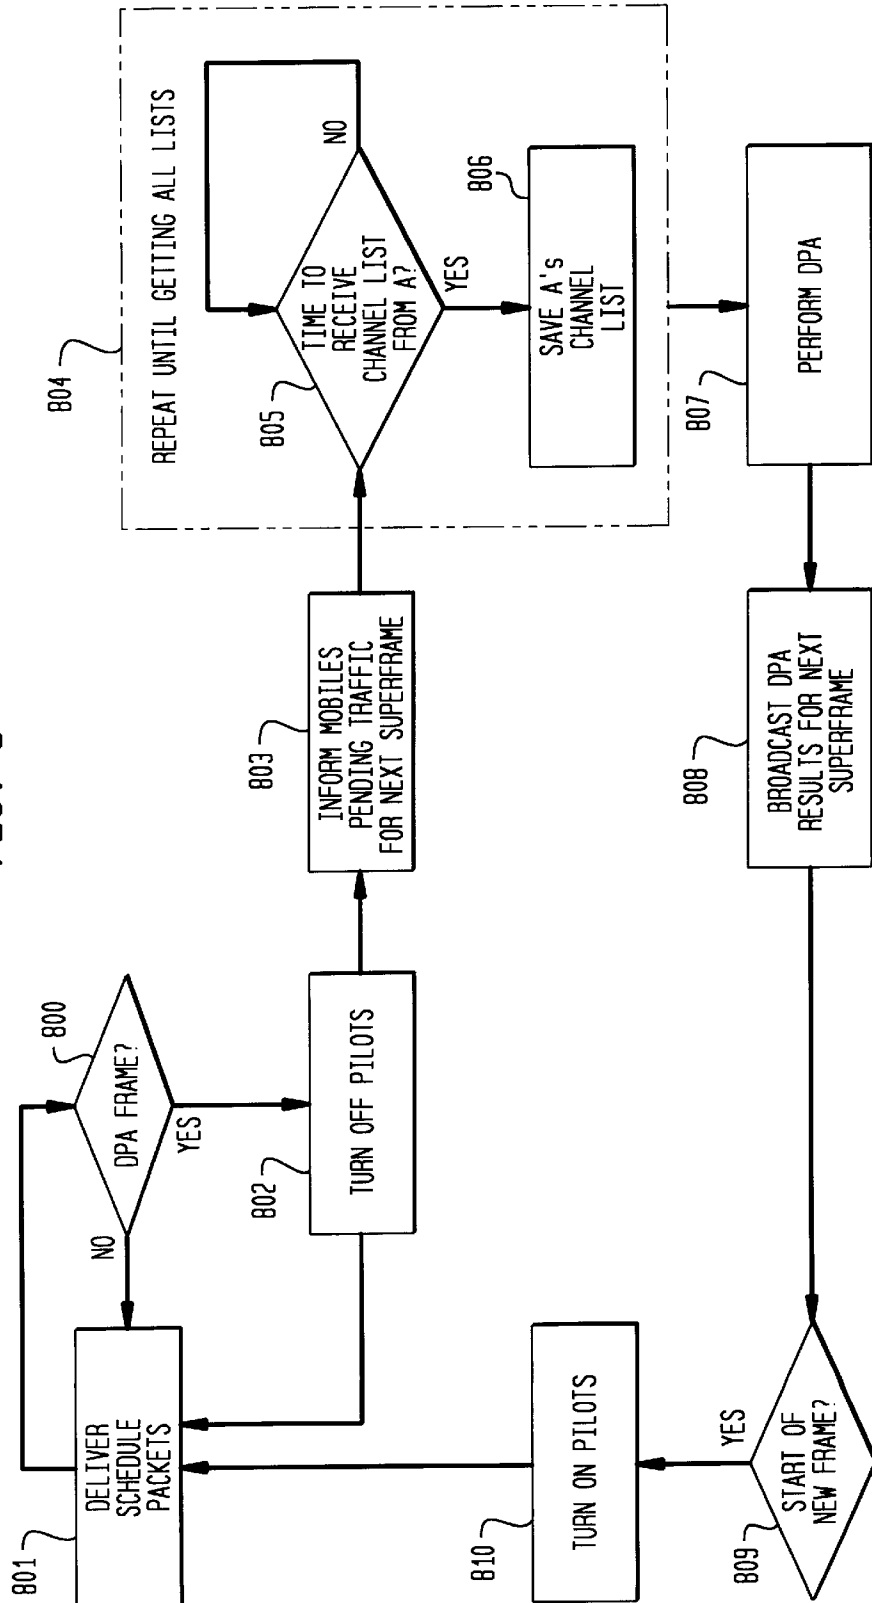 800
DPA FRAME?
NO
YES
801
DELIVER
SCHEDULE
PACKETS
802
TURN OFF PILOTS
803
INFORM MOBILES
PENDING TRAFFIC
FOR NEXT SUPERFRAME
804
REPEAT UNTIL GETTING ALL LISTS
805
TIME TO
RECEIVE
CHANNEL LIST
FROM A?
NO
YES
806
SAVE A's
CHANNEL
LIST
807
PERFORM DPA
808
BROADCAST DPA
RESULTS FOR NEXT
SUPERFRAME
809
START OF
NEW FRAME?
YES
810
TURN ON PILOTS